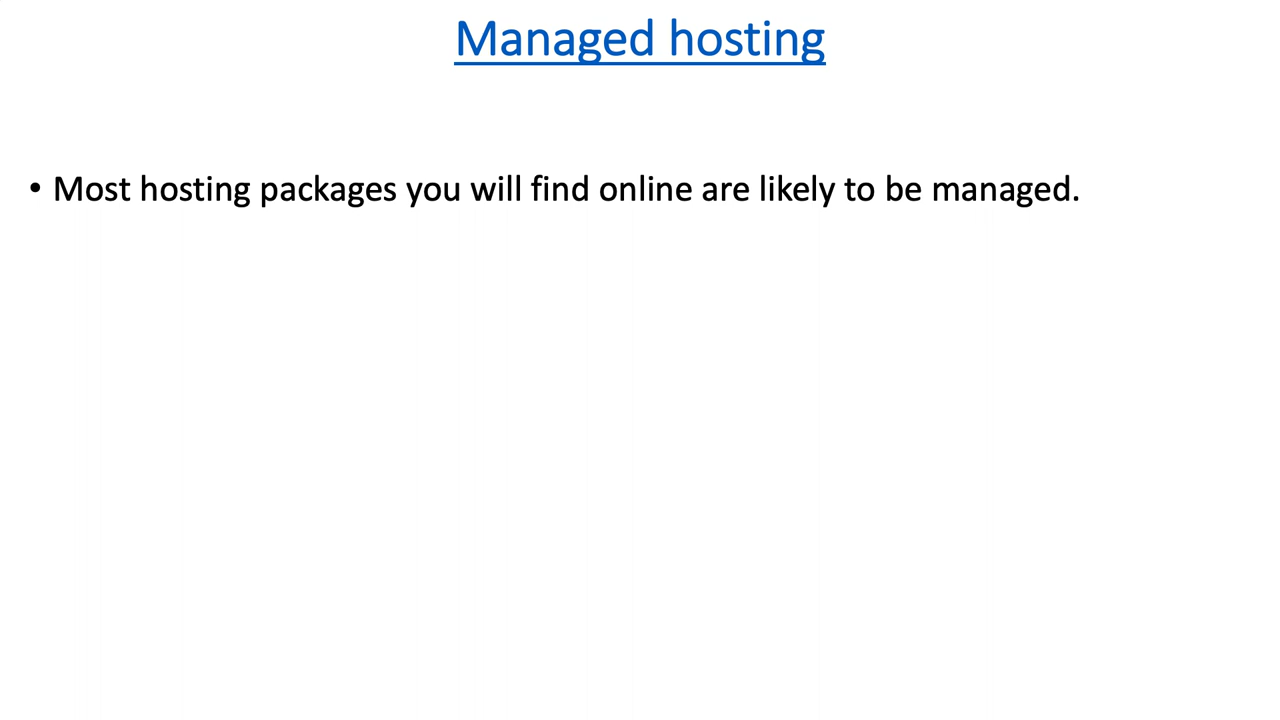 Managed hosting
• Most hosting packages you will find online are likely to be managed.